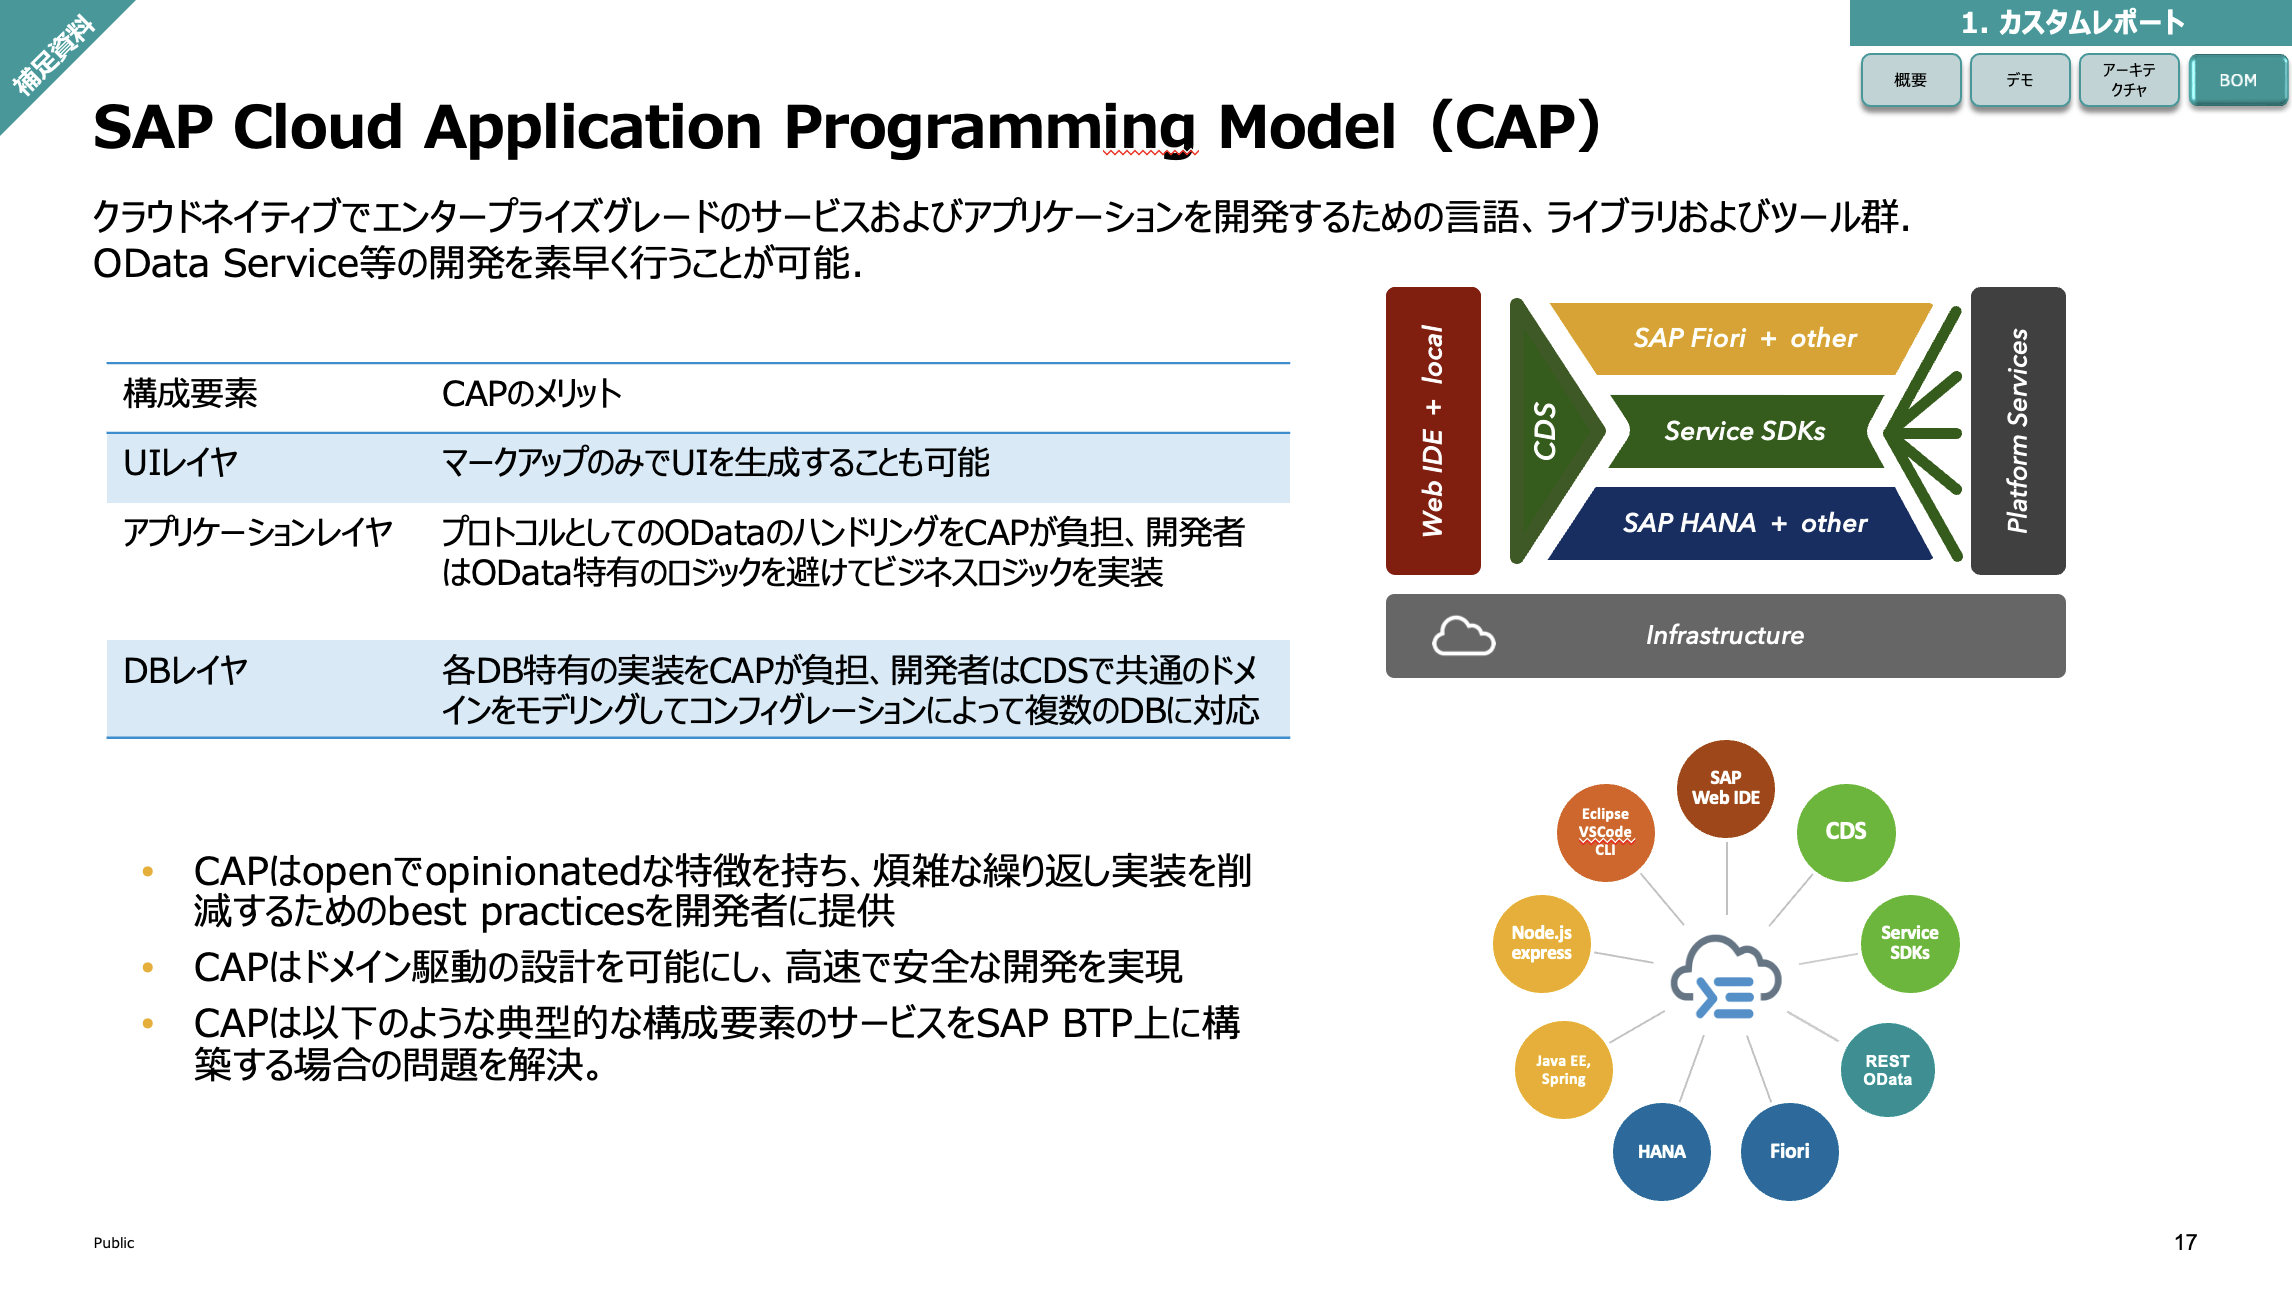 補足資料
1. カスタムレポート
概要
デモ
アーキテ
クチャ
BOM
SAP Cloud Application Programming Model（CAP）
クラウドネイティブでエンタープライズグレードのサービスおよびアプリケーションを開発するための言語、ライブラリおよびツール群.
OData Service等の開発を素早く行うことが可能.
構成要素 CAPのメリット
UIレイヤ マークアップのみでUIを生成することも可能
アプリケーションレイヤ プロトコルとしてのODataのハンドリングをCAPが負担、開発者
はOData特有のロジックを避けてビジネスロジックを実装
DBレイヤ 各DB特有の実装をCAPが負担、開発者はCDSで共通のドメ
インをモデリングしてコンフィグレーションによって複数のDBに対応
• CAPはopenでopinionatedな特徴を持ち、煩雑な繰り返し実装を削
減するためのbest practicesを開発者に提供
• CAPはドメイン駆動の設計を可能にし、高速で安全な開発を実現
• CAPは以下のような典型的な構成要素のサービスをSAP BTP上に構
築する場合の問題を解決。
Web IDE + local
CDS
SAP Fiori + other
Service SDKs
SAP HANA + other
Platform Services
Infrastructure
SAP
Web IDE
Eclipse
VSCode
CLI
CDS
Node.js
express
Service
SDKs
Java EE,
Spring
REST
OData
HANA
Fiori
Public
17